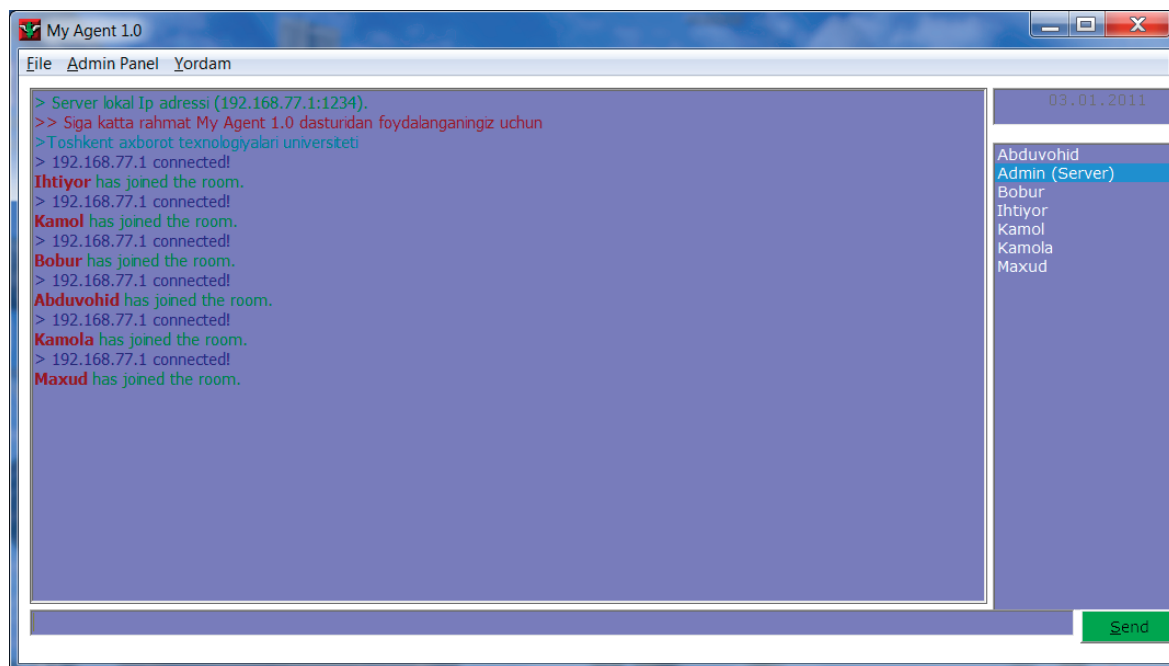 My Agent 1.0
File Admin Panel Yordam
> Server lokal Ip adressi (192.168.77.1:1234).
>> Siga katta rahmat My Agent 1.0 dasturidan foydalanganingiz uchun
>Toshkent axborot texnologiyalari universiteti
> 192.168.77.1 connected!
Ihtiyor has joined the room.
> 192.168.77.1 connected!
Kamol has joined the room.
> 192.168.77.1 connected!
Bobur has joined the room.
> 192.168.77.1 connected!
Abduvohid has joined the room.
> 192.168.77.1 connected!
Kamola has joined the room.
> 192.168.77.1 connected!
Maxud has joined the room.
03.01.2011
Abduvohid
Admin (Server)
Bobur
Ihtiyor
Kamol
Kamola
Maxud
Send